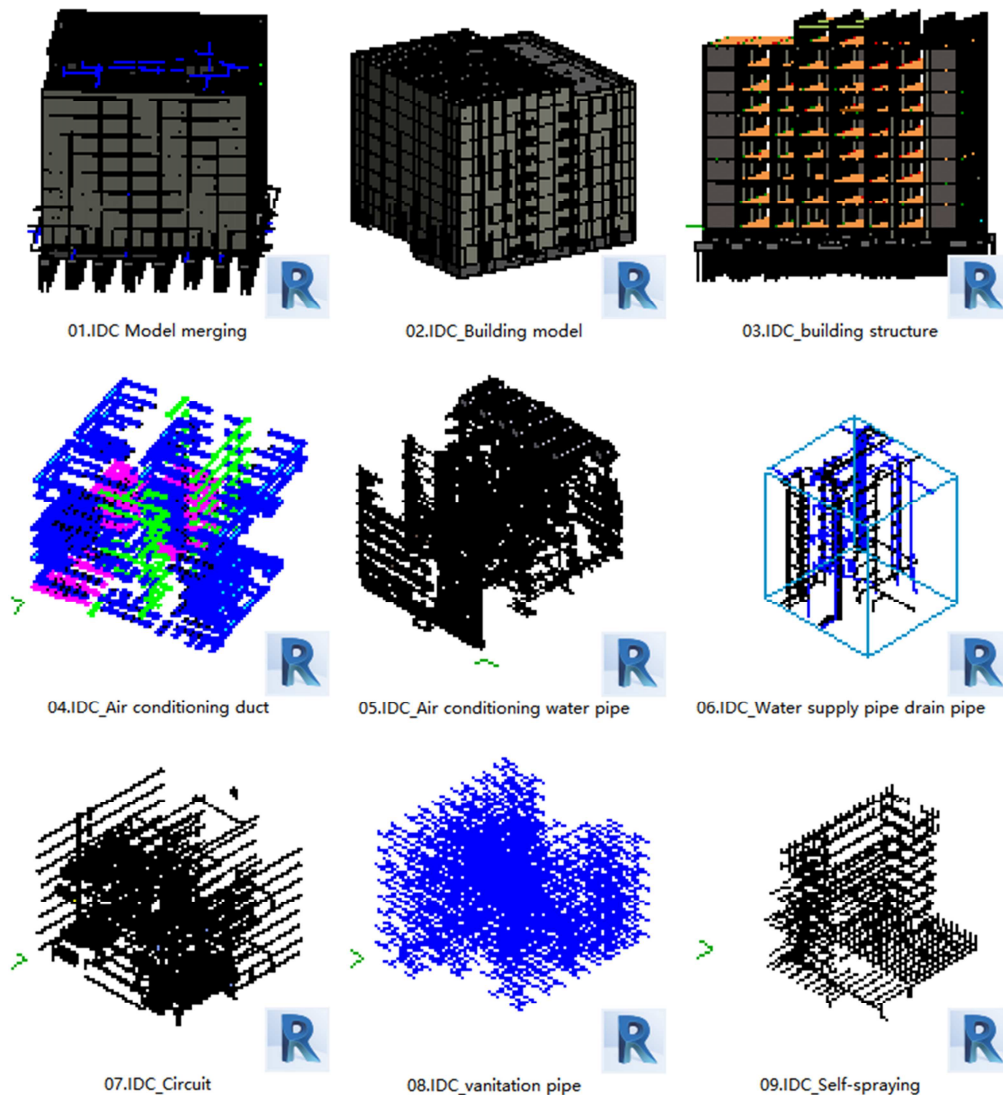 R
R
R
01.IDC Model merging
02.IDC_Building model
03.IDC_building structure
R
R
R
04.IDC_Air conditioning duct
05.IDC_Air conditioning water pipe
06.IDC_Water supply pipe drain pipe
R
R
R
07.IDC_Circuit
08.IDC_vanitation pipe
09.IDC_Self-spraying